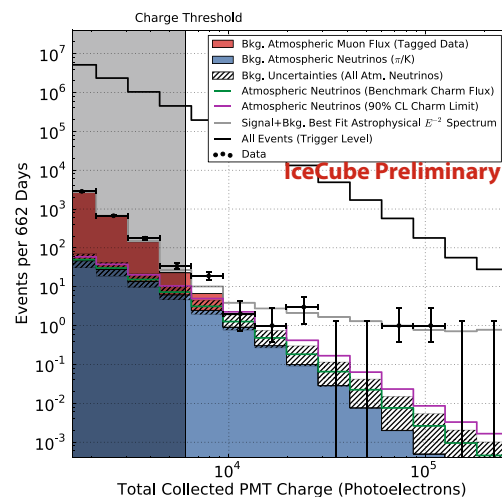 Charge Threshold
Bkg. Atmospheric Muon Flux (Tagged Data)
Bkg. Atmospheric Neutrinos (π/K)
Bkg. Uncertainties (All Atm. Neutrinos)
Atmospheric Neutrinos (Benchmark Charm Flux)
Atmospheric Neutrinos (90% CL Charm Limit)
Signal+Bkg. Best Fit Astrophysical E⁻² Spectrum
All Events (Trigger Level)
Data
IceCube Preliminary
Events per 662 Days
10⁷
10⁶
10⁵
10⁴
10³
10²
10¹
10⁰
10⁻¹
10⁻²
10⁻³
10⁴
10⁵
Total Collected PMT Charge (Photoelectrons)